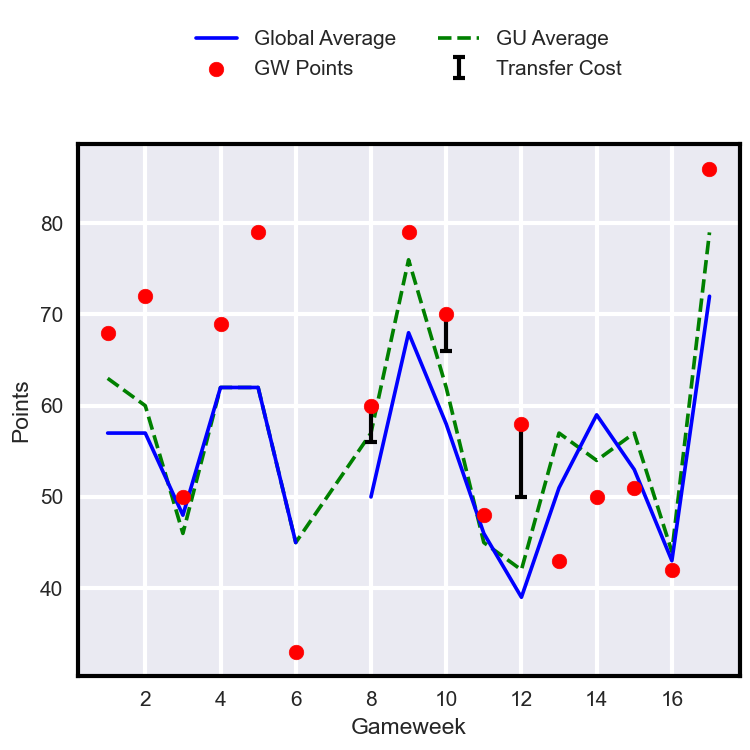 Global Average GU Average
GW Points Transfer Cost
80
70
60
50
40
Points
2 4 6 8 10 12 14 16
Gameweek